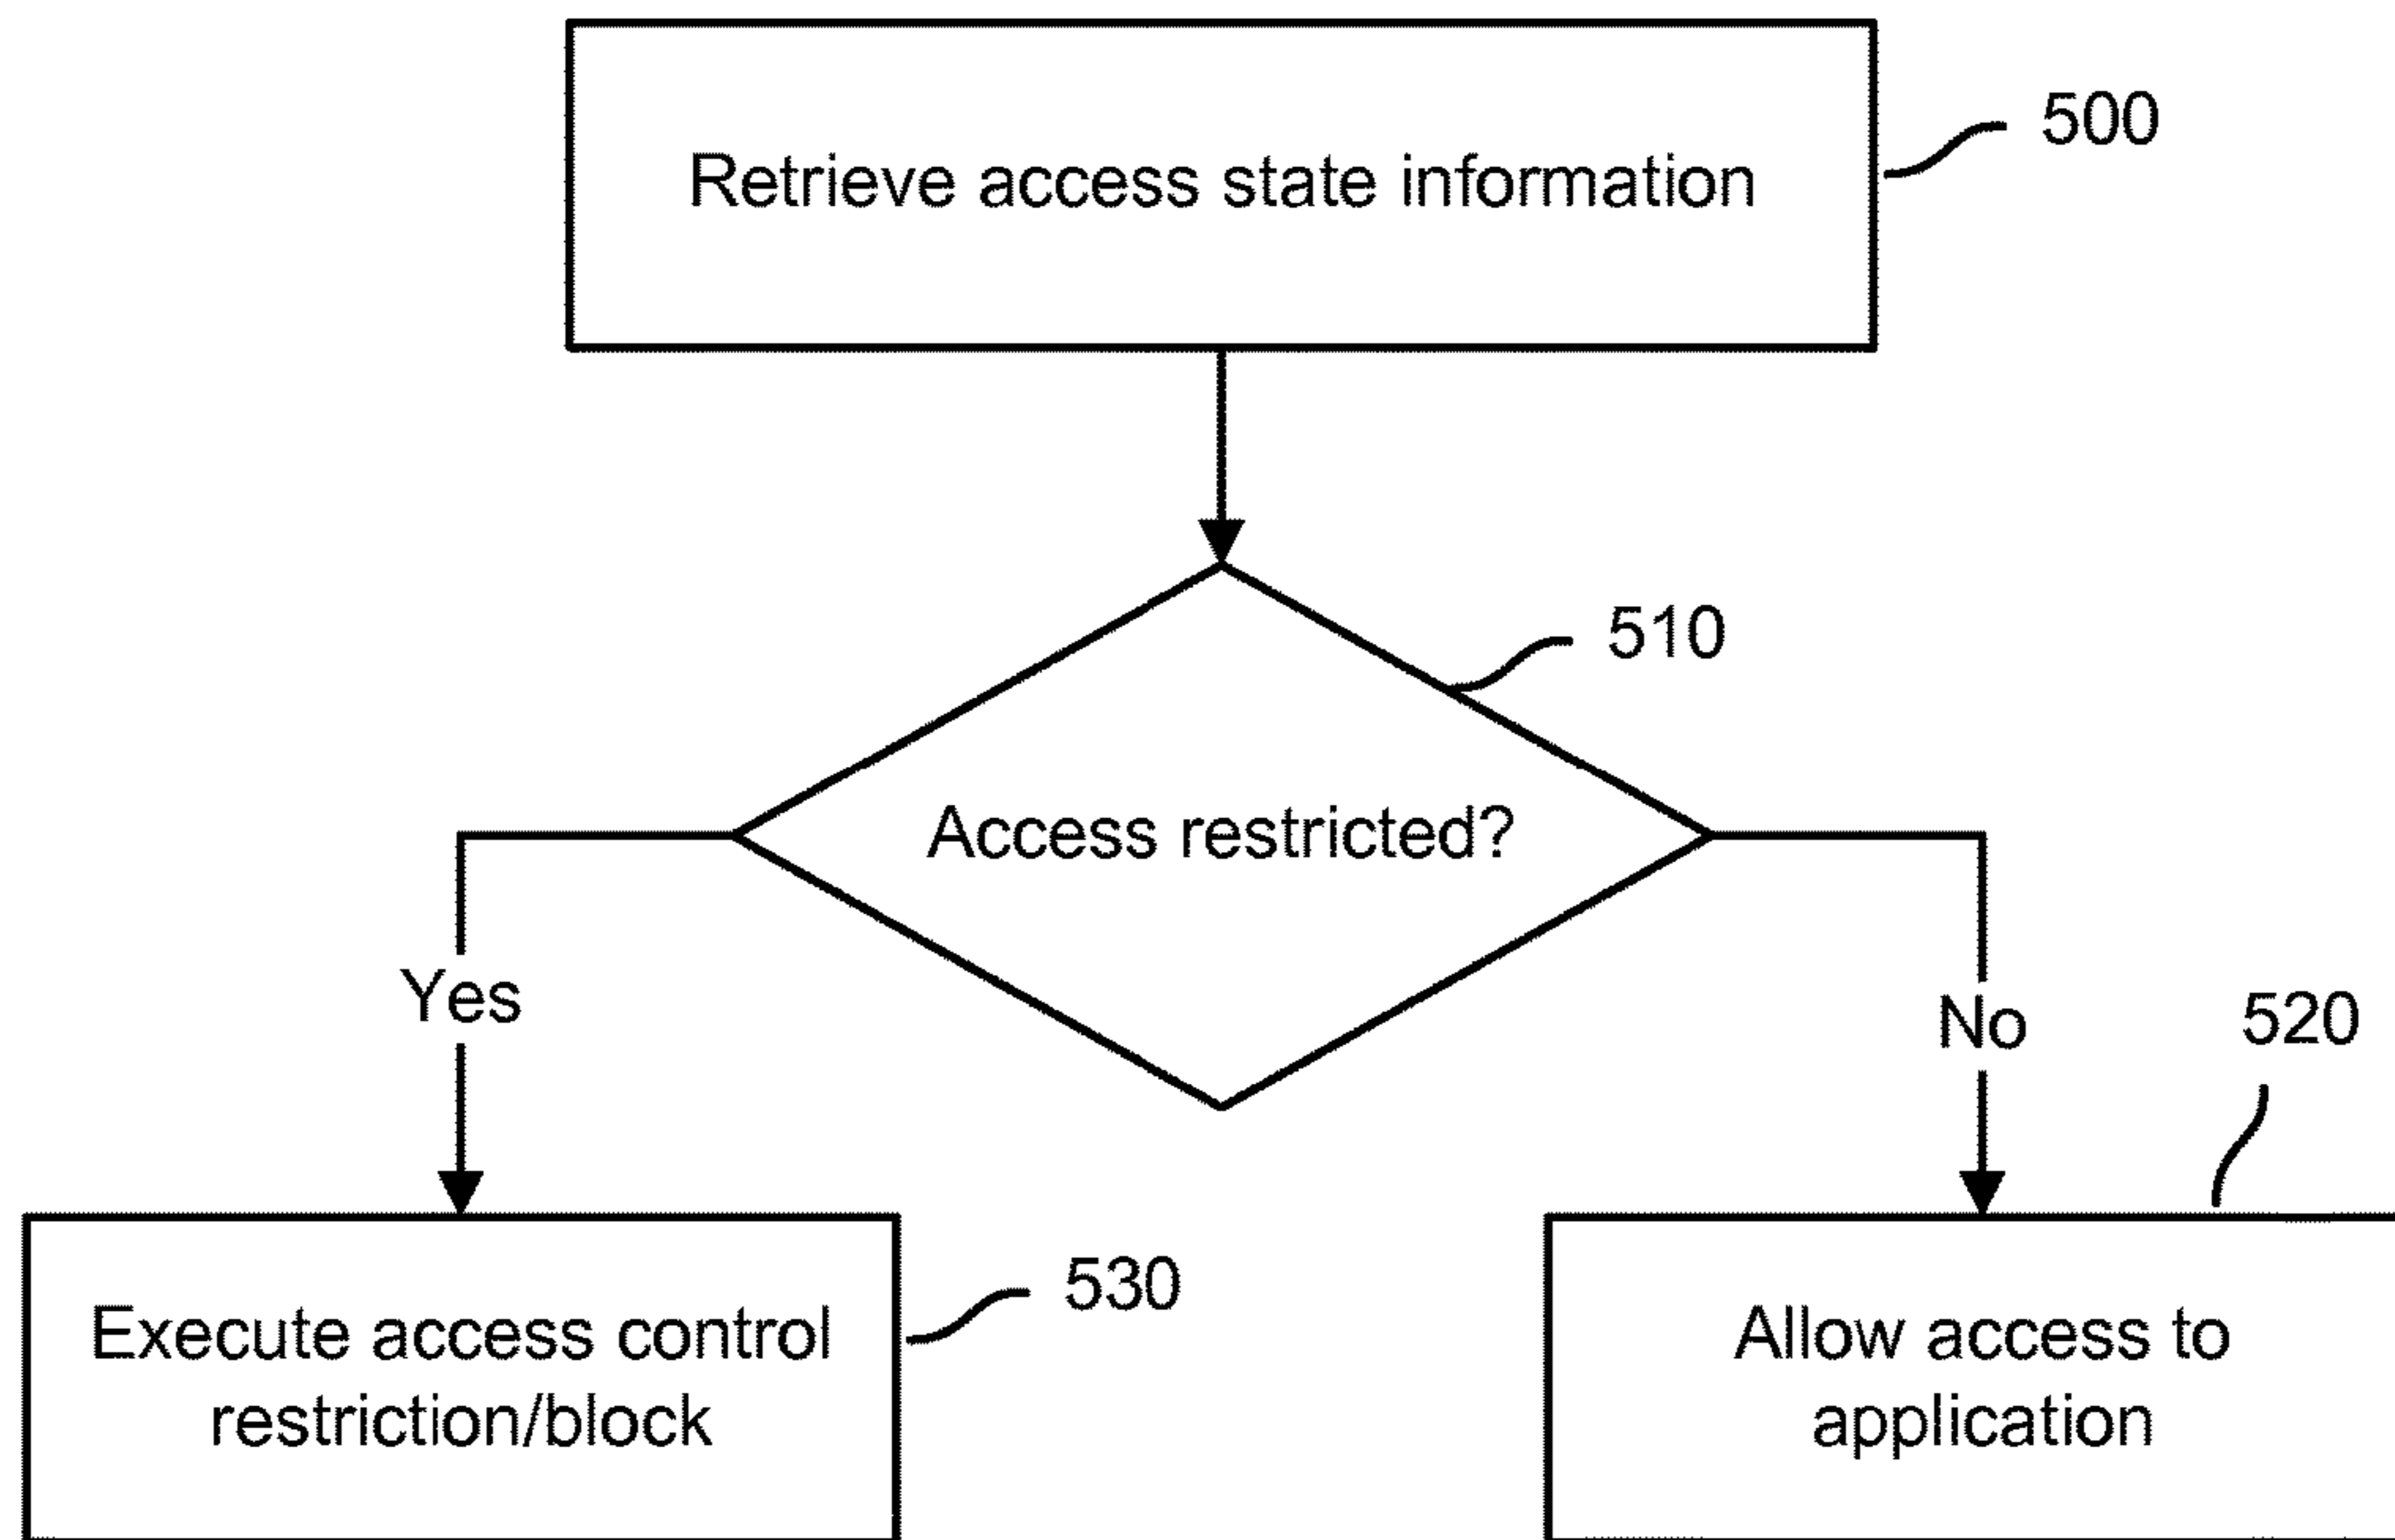 Retrieve access state information
500
510
Access restricted?
Yes
No
520
530
Execute access control
restriction/block
Allow access to
application